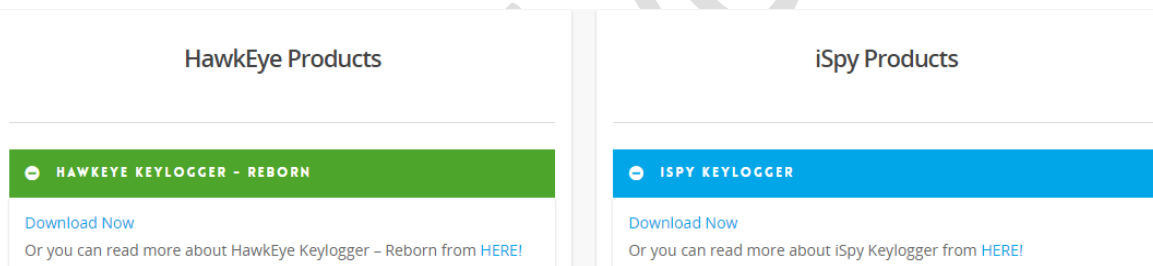 HawkEye Products
HAWKEYE KEYLOGGER – REBORN
Download Now
Or you can read more about HawkEye Keylogger – Reborn from HERE!
iSpy Products
ISPY KEYLOGGER
Download Now
Or you can read more about iSpy Keylogger from HERE!